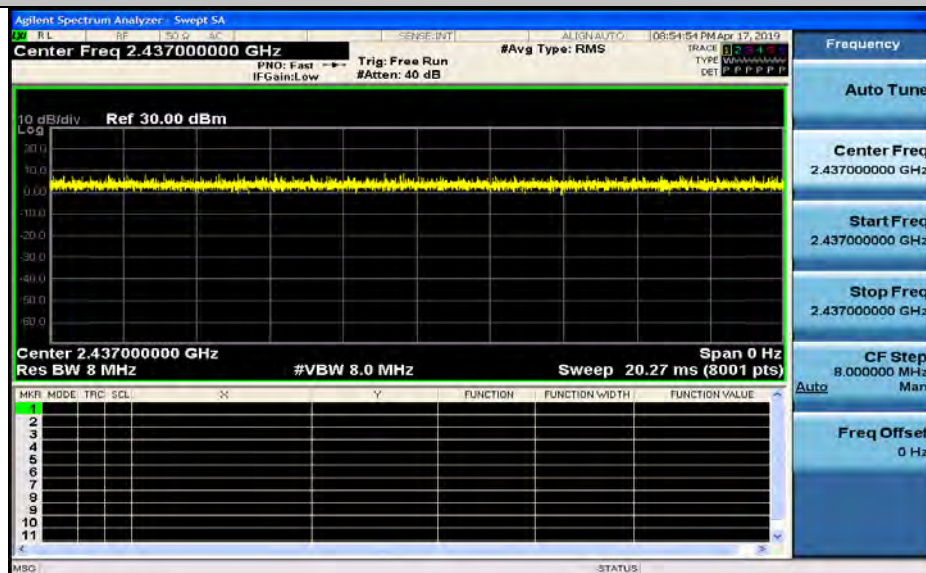 Agilent Spectrum Analyzer - Swept SA
LXI RL RF 50 Ω AC SENSE:INT ALIGN AUTO 08:54:54 PM Apr 17, 2019
Center Freq 2.437000000 GHz #Avg Type: RMS TRACE 1 2 3 4 5 6
PNO: Fast Trig: Free Run TYPE
IFGain:Low #Atten: 40 dB DET P P P P P P
10 dB/div Ref 30.00 dBm
Log
20.0
10.0
0.00
-10.0
-20.0
-30.0
-40.0
-50.0
-60.0
Center 2.437000000 GHz Span 0 Hz
Res BW 8 MHz #VBW 8.0 MHz Sweep 20.27 ms (8001 pts)
MKR MODE TRC SCL X Y FUNCTION FUNCTION WIDTH FUNCTION VALUE
1
2
3
4
5
6
7
8
9
10
11
MSG STATUS
Frequency
Auto Tune
Center Freq
2.437000000 GHz
Start Freq
2.437000000 GHz
Stop Freq
2.437000000 GHz
CF Step
8.000000 MHz
Auto Man
Freq Offset
0 Hz